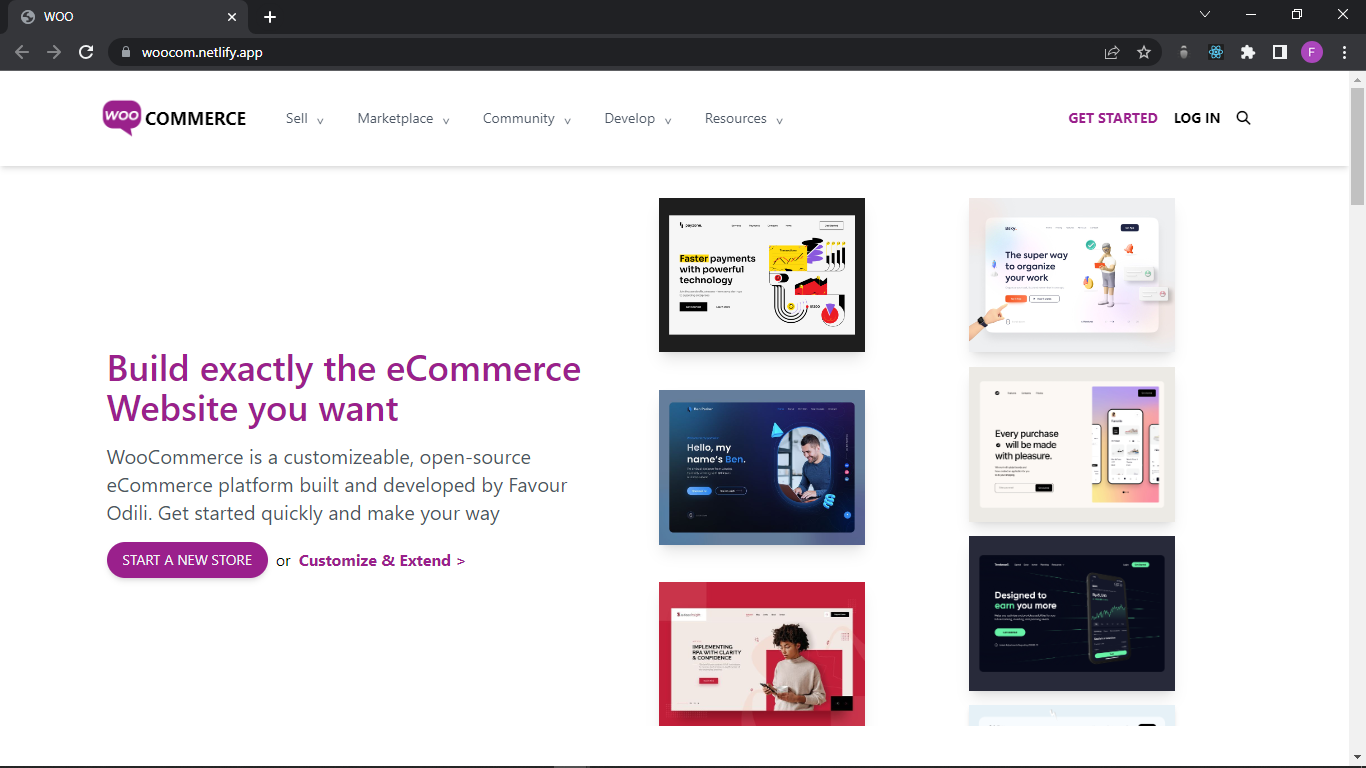 WOO
woocom.netlify.app
F
WOO COMMERCE
Sell
Marketplace
Community
Develop
Resources
GET STARTED
LOG IN
Build exactly the eCommerce
Website you want
WooCommerce is a customizeable, open-source
eCommerce platform built and developed by Favour
Odili. Get started quickly and make your way
START A NEW STORE or Customize & Extend >
Faster payments
with powerful
technology
Hello, my
name's Ben.
IMPLEMENTING
RPA WITH CLARITY
& CONFIDENCE
The super way
to organize
your work
Every purchase
will be made
with pleasure.
Designed to
earn you more